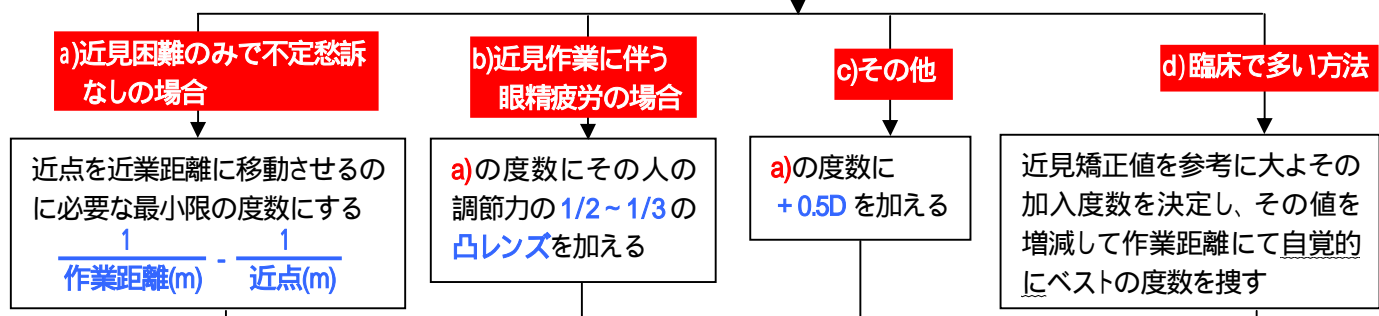 a)近見困難のみで不定愁訴
なしの場合
近点を近業距離に移動させるの
に必要な最小限の度数にする
1 1
作業距離(m) - 近点(m)
b)近見作業に伴う
眼精疲労の場合
a)の度数にその人の
調節力の 1/2~1/3 の
凸レンズを加える
c)その他
a)の度数に
+0.5D を加える
d)臨床で多い方法
近見矯正値を参考に大よその
加入度数を決定し、その値を
増減して作業距離にて自覚的
にベストの度数を捜す